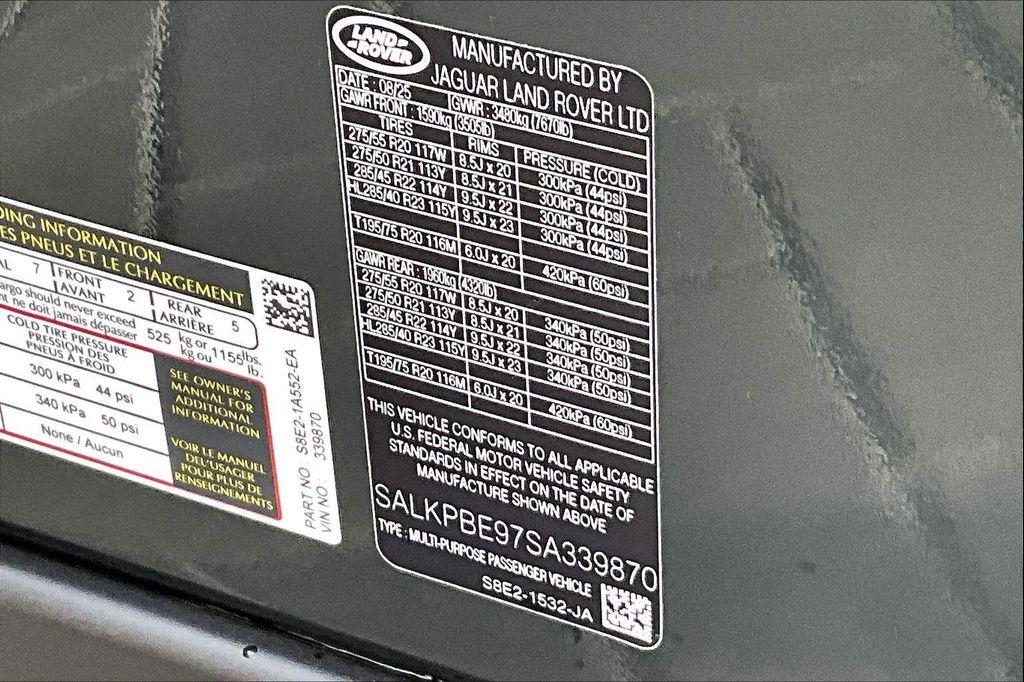 LAND
ROVER
MANUFACTURED BY
JAGUAR LAND ROVER LTD
DATE : 08/25 GVWR : 3480kg (7670lb)
GAWR FRONT : 1590kg (3505lb)
TIRES RIMS PRESSURE (COLD)
275/55 R20 117W 8.5J x 20 300kPa (44psi)
275/50 R21 113Y 8.5J x 21 300kPa (44psi)
285/45 R22 114Y 9.5J x 22 300kPa (44psi)
HL285/40 R23 115Y 9.5J x 23 300kPa (44psi)
T195/75 R20 116M 6.0J x 20 420kPa (60psi)
GAWR REAR : 1960kg (4320lb)
275/55 R20 117W 8.5J x 20 340kPa (50psi)
275/50 R21 113Y 8.5J x 21 340kPa (50psi)
285/45 R22 114Y 9.5J x 22 340kPa (50psi)
HL285/40 R23 115Y 9.5J x 23 340kPa (50psi)
T195/75 R20 116M 6.0J x 20 420kPa (60psi)
THIS VEHICLE CONFORMS TO ALL APPLICABLE
U.S. FEDERAL MOTOR VEHICLE SAFETY
STANDARDS IN EFFECT ON THE DATE OF
MANUFACTURE SHOWN ABOVE
SALKPBE97SA339870
TYPE : MULTI-PURPOSE PASSENGER VEHICLE
S8E2-1532-JA
INFORMATION
PNEUS ET LE CHARGEMENT
7 FRONT 2 REAR 5
AVANT ARRIÈRE
should never exceed 525 kg or 1155 lbs.
ne doit jamais dépasser kg ou lb.
COLD TIRE PRESSURE
PRESSION DES
PNEUS À FROID
300 kPa 44 psi
340 kPa 50 psi
None / Aucun
SEE OWNER'S
MANUAL FOR
ADDITIONAL
INFORMATION
VOIR LE MANUEL
DE L'USAGER
POUR PLUS DE
RENSEIGNEMENTS
PART NO S8E2-1A552-EA
VIN NO : 339870